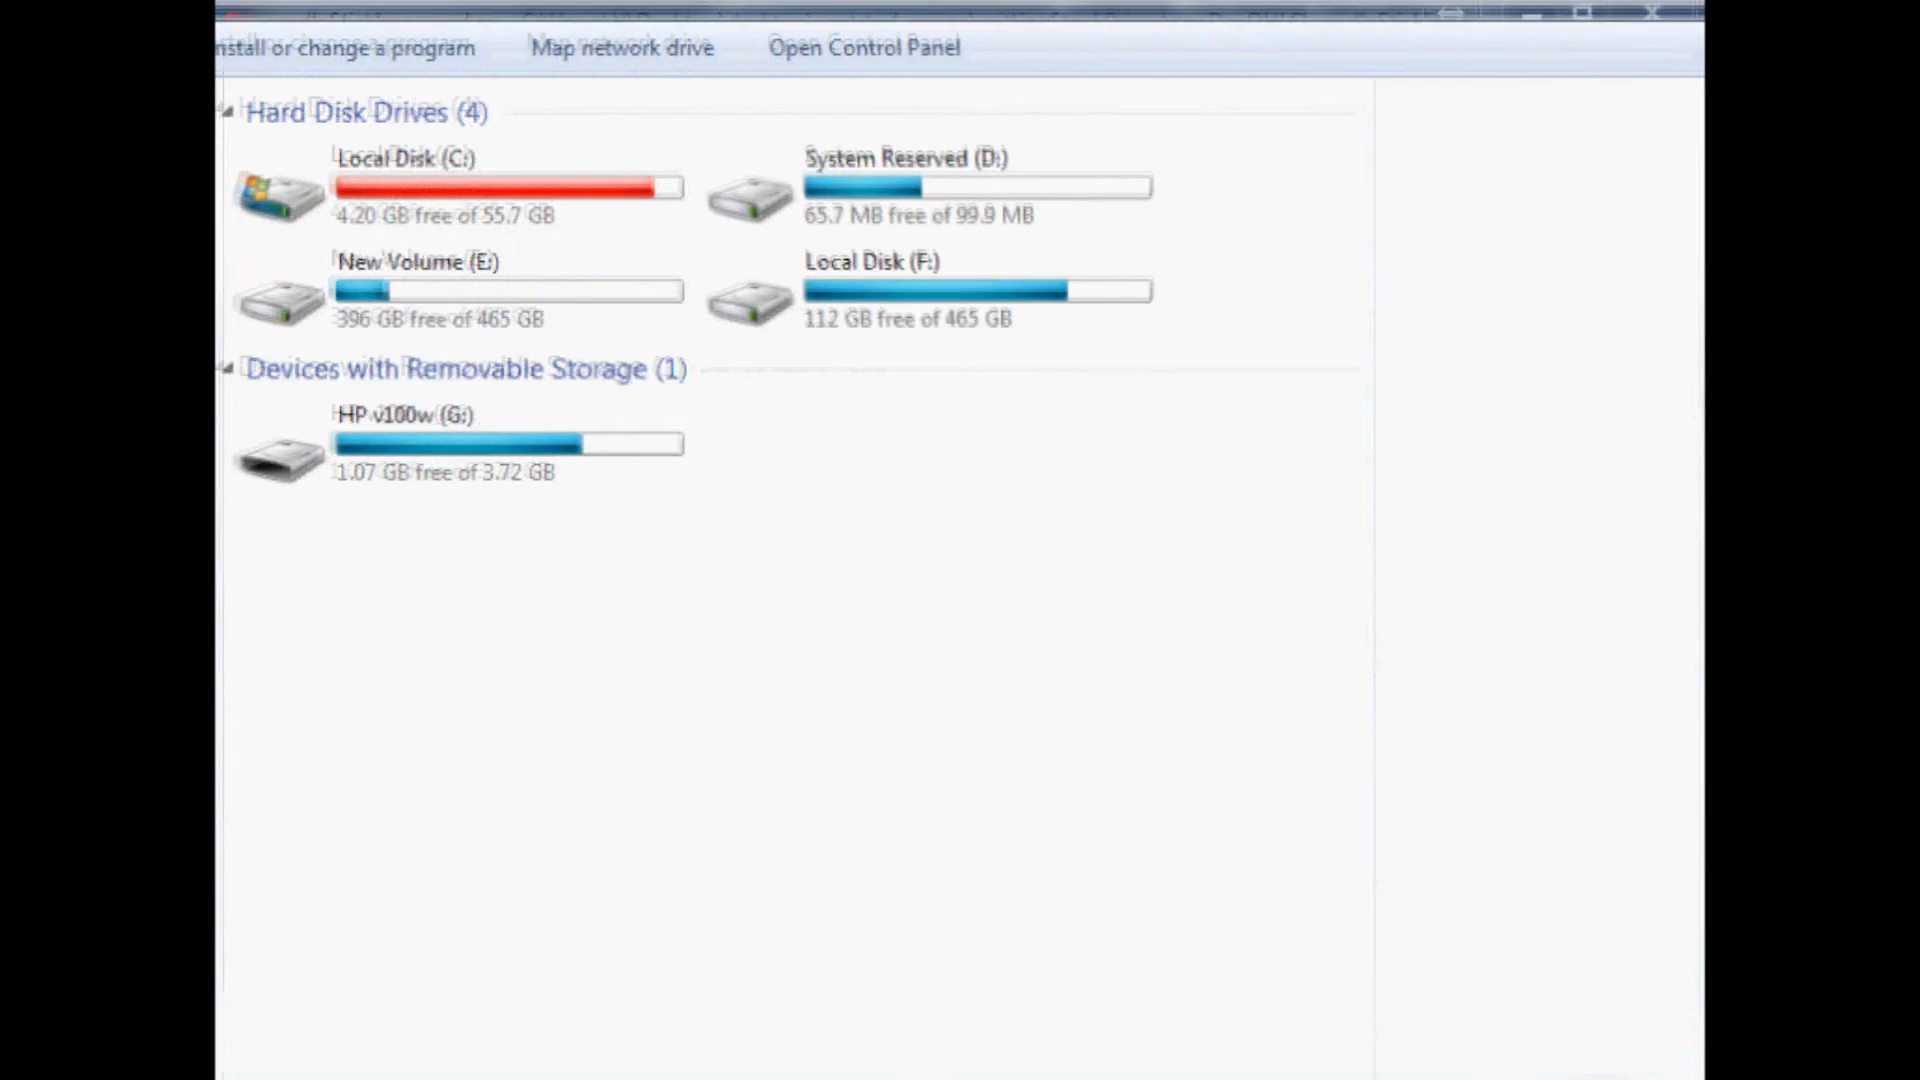 nstall or change a program Map network drive Open Control Panel
Hard Disk Drives (4)
Local Disk (C:)
4.20 GB free of 55.7 GB
System Reserved (D:)
65.7 MB free of 99.9 MB
New Volume (E:)
396 GB free of 465 GB
Local Disk (F:)
112 GB free of 465 GB
Devices with Removable Storage (1)
HP v100w (G:)
1.07 GB free of 3.72 GB